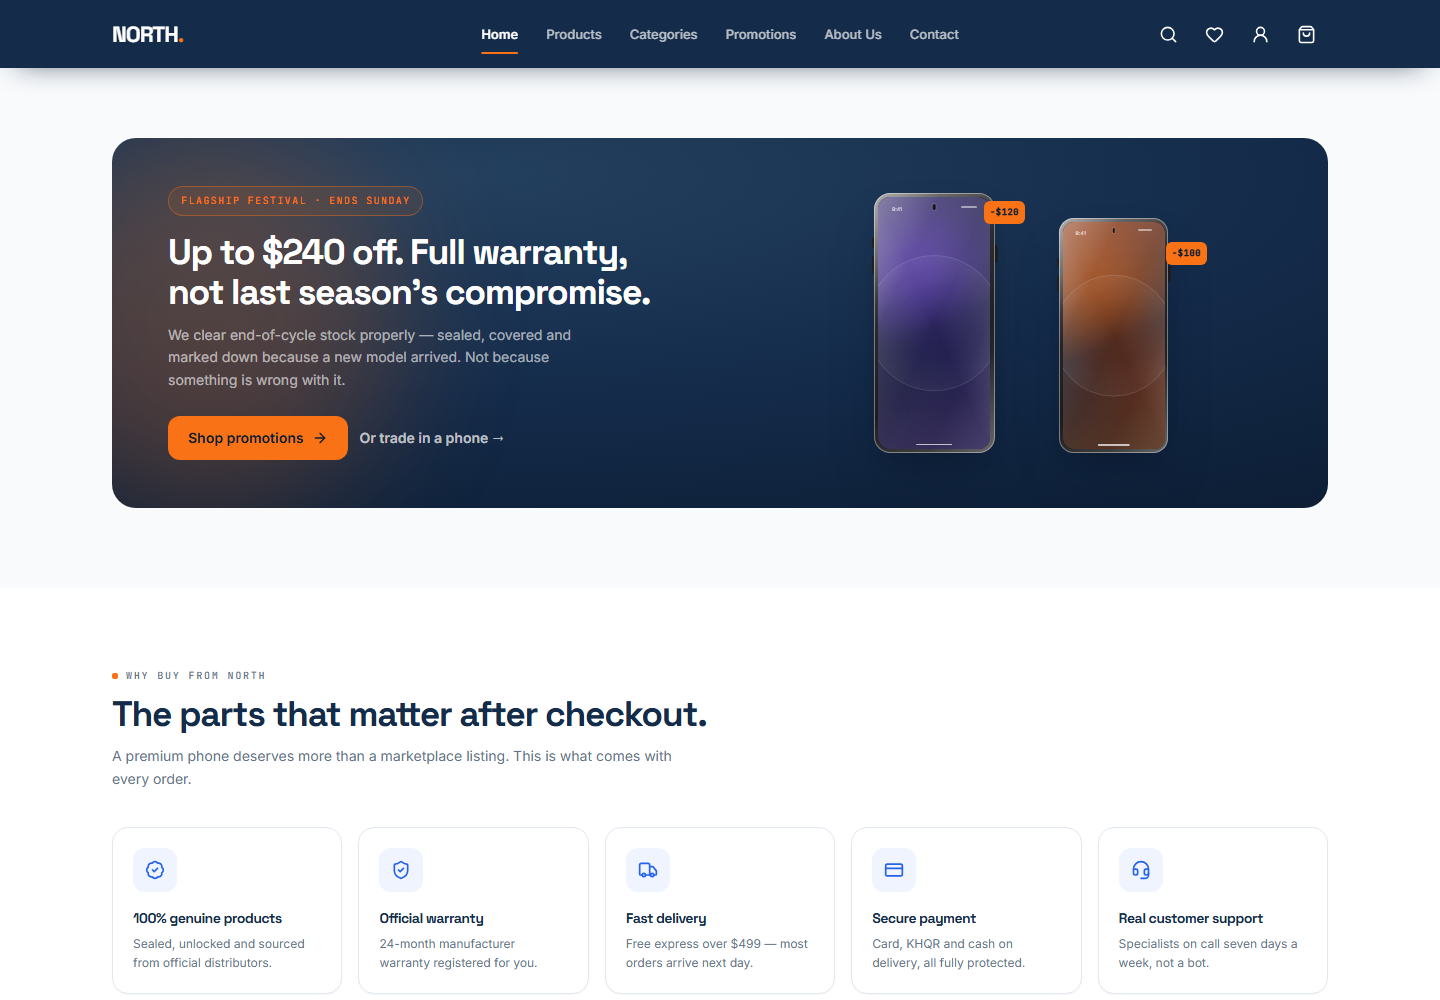 NORTH.
Home
Products
Categories
Promotions
About Us
Contact
FLAGSHIP FESTIVAL · ENDS SUNDAY
Up to $240 off. Full warranty,
not last season’s compromise.
We clear end-of-cycle stock properly — sealed, covered and
marked down because a new model arrived. Not because
something is wrong with it.
Shop promotions →
Or trade in a phone →
9:41
-$120
9:41
-$100
WHY BUY FROM NORTH
The parts that matter after checkout.
A premium phone deserves more than a marketplace listing. This is what comes with
every order.
100% genuine products
Sealed, unlocked and sourced
from official distributors.
Official warranty
24-month manufacturer
warranty registered for you.
Fast delivery
Free express over $499 — most
orders arrive next day.
Secure payment
Card, KHQR and cash on
delivery, all fully protected.
Real customer support
Specialists on call seven days a
week, not a bot.